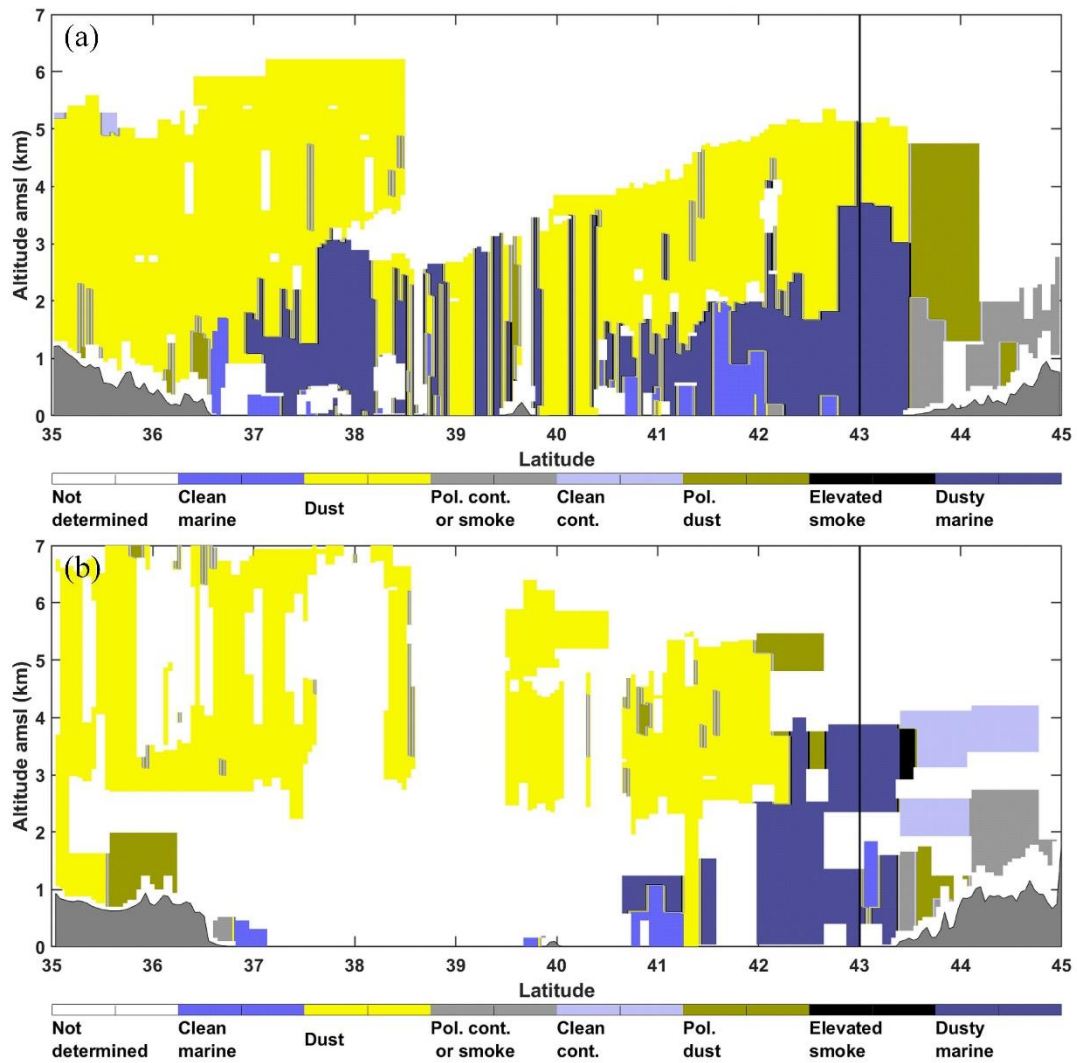 (a)
7
6
5
4
3
2
1
0
Altitude amsl (km)
35 36 37 38 39 40 41 42 43 44 45
Latitude
Not determined
Clean marine
Dust
Pol. cont. or smoke
Clean cont.
Pol. dust
Elevated smoke
Dusty marine
(b)
7
6
5
4
3
2
1
0
Altitude amsl (km)
35 36 37 38 39 40 41 42 43 44 45
Latitude
Not determined
Clean marine
Dust
Pol. cont. or smoke
Clean cont.
Pol. dust
Elevated smoke
Dusty marine